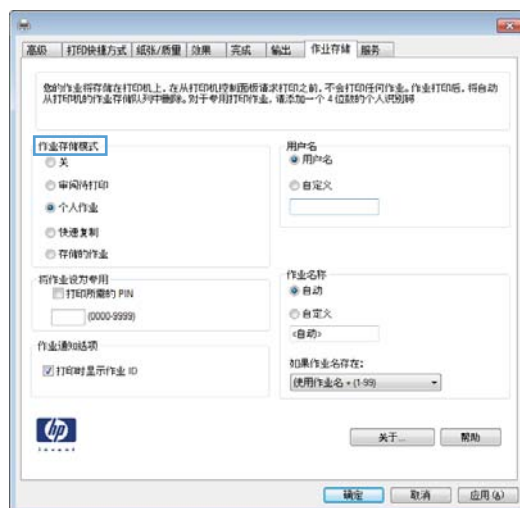 高级 打印快捷方式 纸张/质量 效果 完成 输出 作业存储 服务
您的作业将存储在打印机上，在从打印机控制面板请求打印之前，不会打印任何作业。作业打印后，将自动
从打印机的作业存储队列中删除。对于专用打印作业，请添加一个 4 位数的个人识别码
作业存储模式
关
审阅待打印
个人作业
快速复制
存储的作业
用户名
用户名
自定义
将作业设为专用
打印所需的 PIN
(0000-9999)
作业名称
自动
自定义
<自动>
如果作业名存在:
(使用作业名 + (1-99)
作业通知选项
打印时显示作业 ID
hp
invent
关于...
帮助
确定
取消
应用(A)